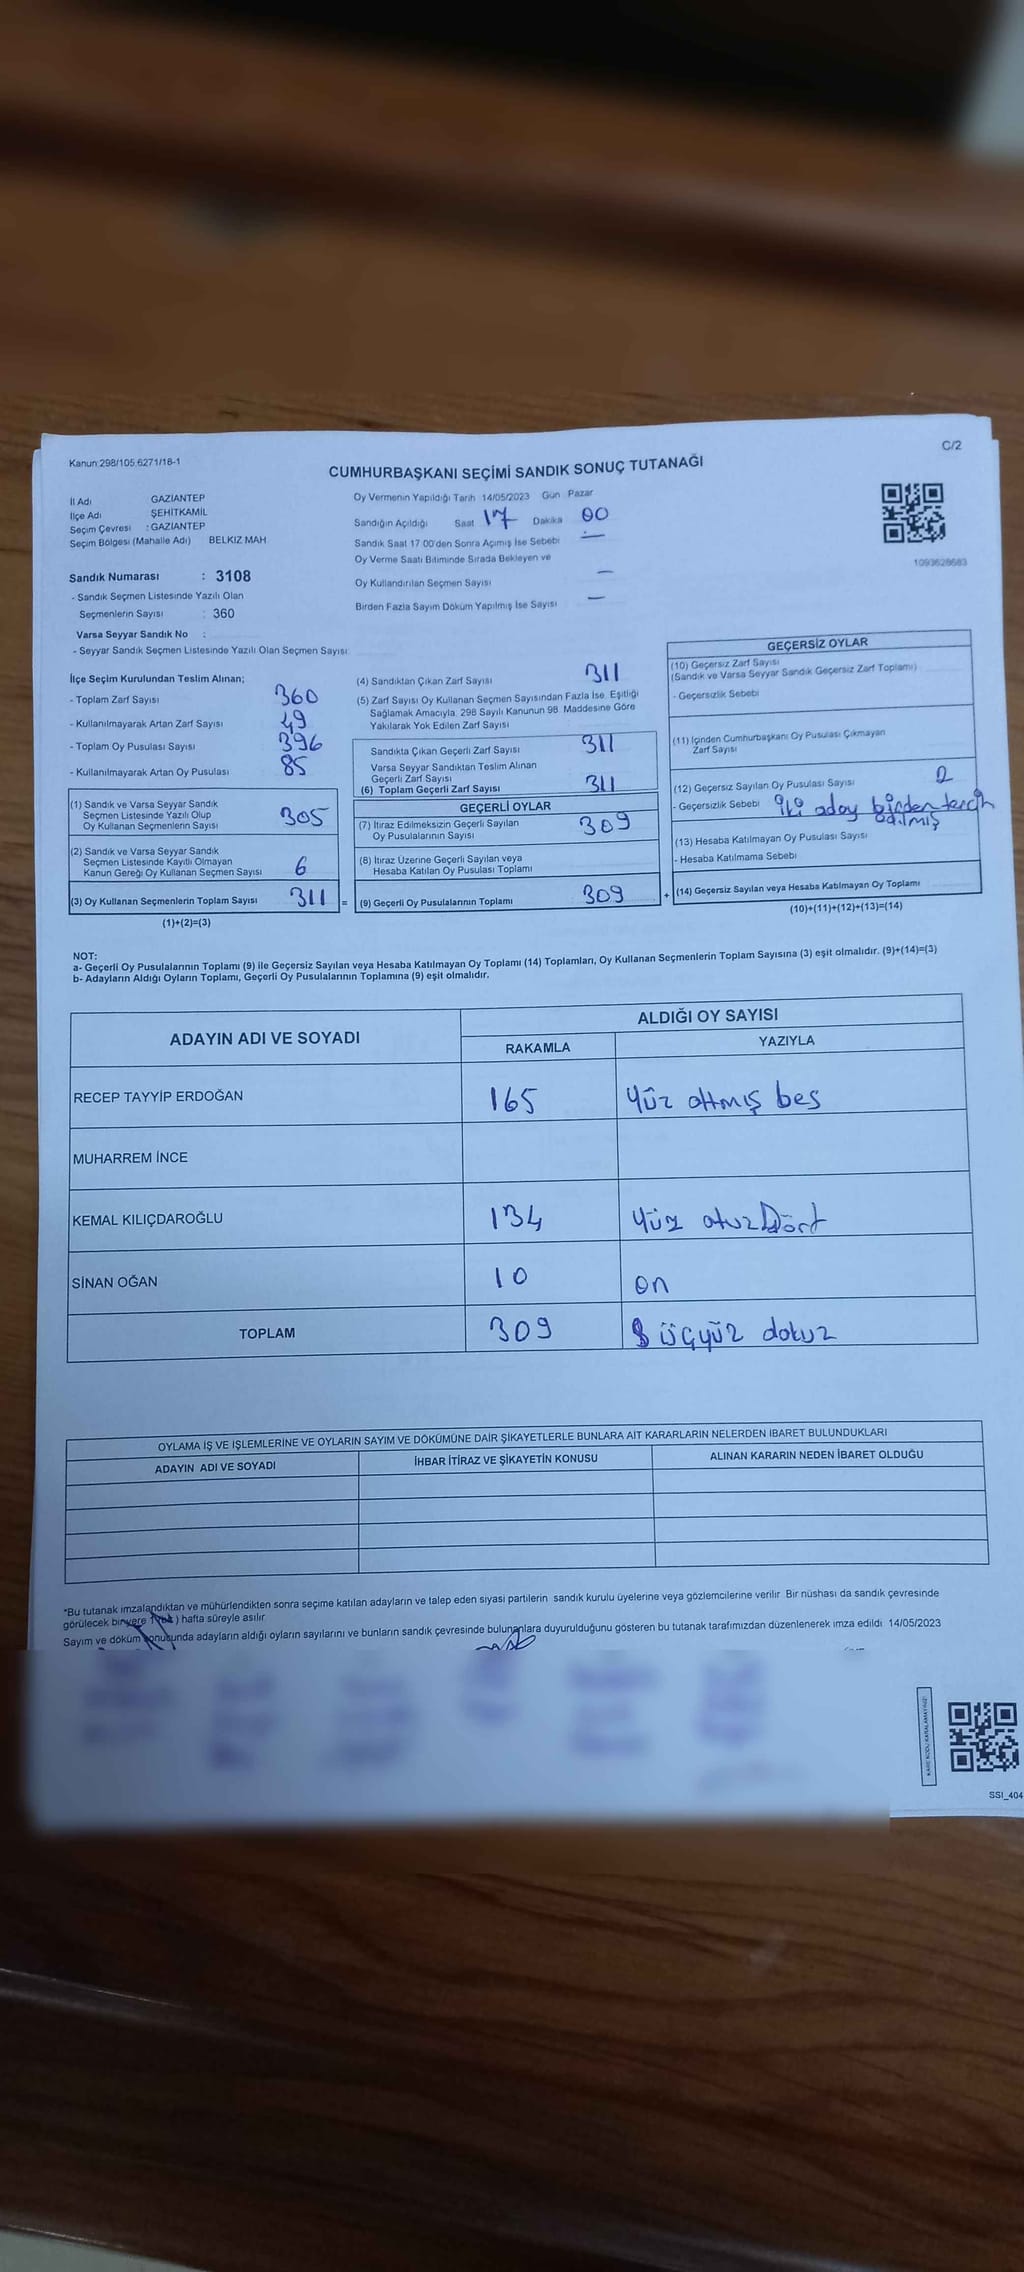 Kanun:298/105 6271/18-1
C/2
CUMHURBAŞKANI SEÇİMİ SANDIK SONUÇ TUTANAĞI
İl Adı GAZİANTEP
İlçe Adı ŞEHİTKAMİL
Seçim Çevresi : GAZİANTEP
Seçim Bölgesi (Mahalle Adı) BELKIZ MAH
Sandık Numarası : 3108
- Sandık Seçmen Listesinde Yazılı Olan
Seçmenlerin Sayısı : 360
Varsa Seyyar Sandık No :
- Seyyar Sandık Seçmen Listesinde Yazılı Olan Seçmen Sayısı:
Oy Vermenin Yapıldığı Tarih 14/05/2023 Gün Pazar
Sandığın Açıldığı Saat 17 Dakika 00
Sandık Saat 17 00'den Sonra Açılmış İse Sebebi —
Oy Verme Saati Bitiminde Sırada Bekleyen ve
Oy Kullandırılan Seçmen Sayısı —
Birden Fazla Sayım Döküm Yapılmış İse Sayısı —
1093628683
İlçe Seçim Kurulundan Teslim Alınan;
- Toplam Zarf Sayısı 360
- Kullanılmayarak Artan Zarf Sayısı 49
- Toplam Oy Pusulası Sayısı 396
- Kullanılmayarak Artan Oy Pusulası 85
(1) Sandık ve Varsa Seyyar Sandık
Seçmen Listesinde Yazılı Olup
Oy Kullanan Seçmenlerin Sayısı 305
(2) Sandık ve Varsa Seyyar Sandık
Seçmen Listesinde Kayıtlı Olmayan
Kanun Gereği Oy Kullanan Seçmen Sayısı 6
(3) Oy Kullanan Seçmenlerin Toplam Sayısı 311 =
(1)+(2)=(3)
(4) Sandıktan Çıkan Zarf Sayısı 311
(5) Zarf Sayısı Oy Kullanan Seçmen Sayısından Fazla İse, Eşitliği
Sağlamak Amacıyla, 298 Sayılı Kanunun 98. Maddesine Göre
Yakılarak Yok Edilen Zarf Sayısı
Sandıkta Çıkan Geçerli Zarf Sayısı 311
Varsa Seyyar Sandıktan Teslim Alınan
Geçerli Zarf Sayısı
(6) Toplam Geçerli Zarf Sayısı 311
GEÇERLİ OYLAR
(7) İtiraz Edilmeksizin Geçerli Sayılan
Oy Pusulalarının Sayısı 309
(8) İtiraz Üzerine Geçerli Sayılan veya
Hesaba Katılan Oy Pusulası Toplamı
(9) Geçerli Oy Pusulalarının Toplamı 309 +
GEÇERSİZ OYLAR
(10) Geçersiz Zarf Sayısı
(Sandık ve Varsa Seyyar Sandık Geçersiz Zarf Toplamı)
- Geçersizlik Sebebi
(11) İçinden Cumhurbaşkanı Oy Pusulası Çıkmayan
Zarf Sayısı
(12) Geçersiz Sayılan Oy Pusulası Sayısı 2
- Geçersizlik Sebebi iki aday birden tercih
edilmiş
(13) Hesaba Katılmayan Oy Pusulası Sayısı
- Hesaba Katılmama Sebebi
(14) Geçersiz Sayılan veya Hesaba Katılmayan Oy Toplamı
(10)+(11)+(12)+(13)=(14)
NOT:
a- Geçerli Oy Pusulalarının Toplamı (9) ile Geçersiz Sayılan veya Hesaba Katılmayan Oy Toplamı (14) Toplamları, Oy Kullanan Seçmenlerin Toplam Sayısına (3) eşit olmalıdır. (9)+(14)=(3)
b- Adayların Aldığı Oyların Toplamı, Geçerli Oy Pusulalarının Toplamına (9) eşit olmalıdır.
ADAYIN ADI VE SOYADI
ALDIĞI OY SAYISI
RAKAMLA YAZIYLA
RECEP TAYYİP ERDOĞAN 165 Yüz altmış beş
MUHARREM İNCE
KEMAL KILIÇDAROĞLU 134 Yüz otuz Dört
SİNAN OĞAN 10 on
TOPLAM 309 üçyüz dokuz
OYLAMA İŞ VE İŞLEMLERİNE VE OYLARIN SAYIM VE DÖKÜMÜNE DAİR ŞİKAYETLERLE BUNLARA AİT KARARLARIN NELERDEN İBARET BULUNDUKLARI
ADAYIN ADI VE SOYADI İHBAR İTİRAZ VE ŞİKAYETİN KONUSU ALINAN KARARIN NEDEN İBARET OLDUĞU
*Bu tutanak imzalandıktan ve mühürlendikten sonra seçime katılan adayların ve talep eden siyasi partilerin sandık kurulu üyelerine veya gözlemcilerine verilir Bir nüshası da sandık çevresinde
görülecek bir yere hafta süreyle asılır
Sayım ve döküm sonucunda adayların aldığı oyların sayılarını ve bunların sandık çevresinde bulunanlara duyurulduğunu gösteren bu tutanak tarafımızdan düzenlenerek imza edildi 14/05/2023
KARE KODU KARALAMAYINIZ!
SSI_404